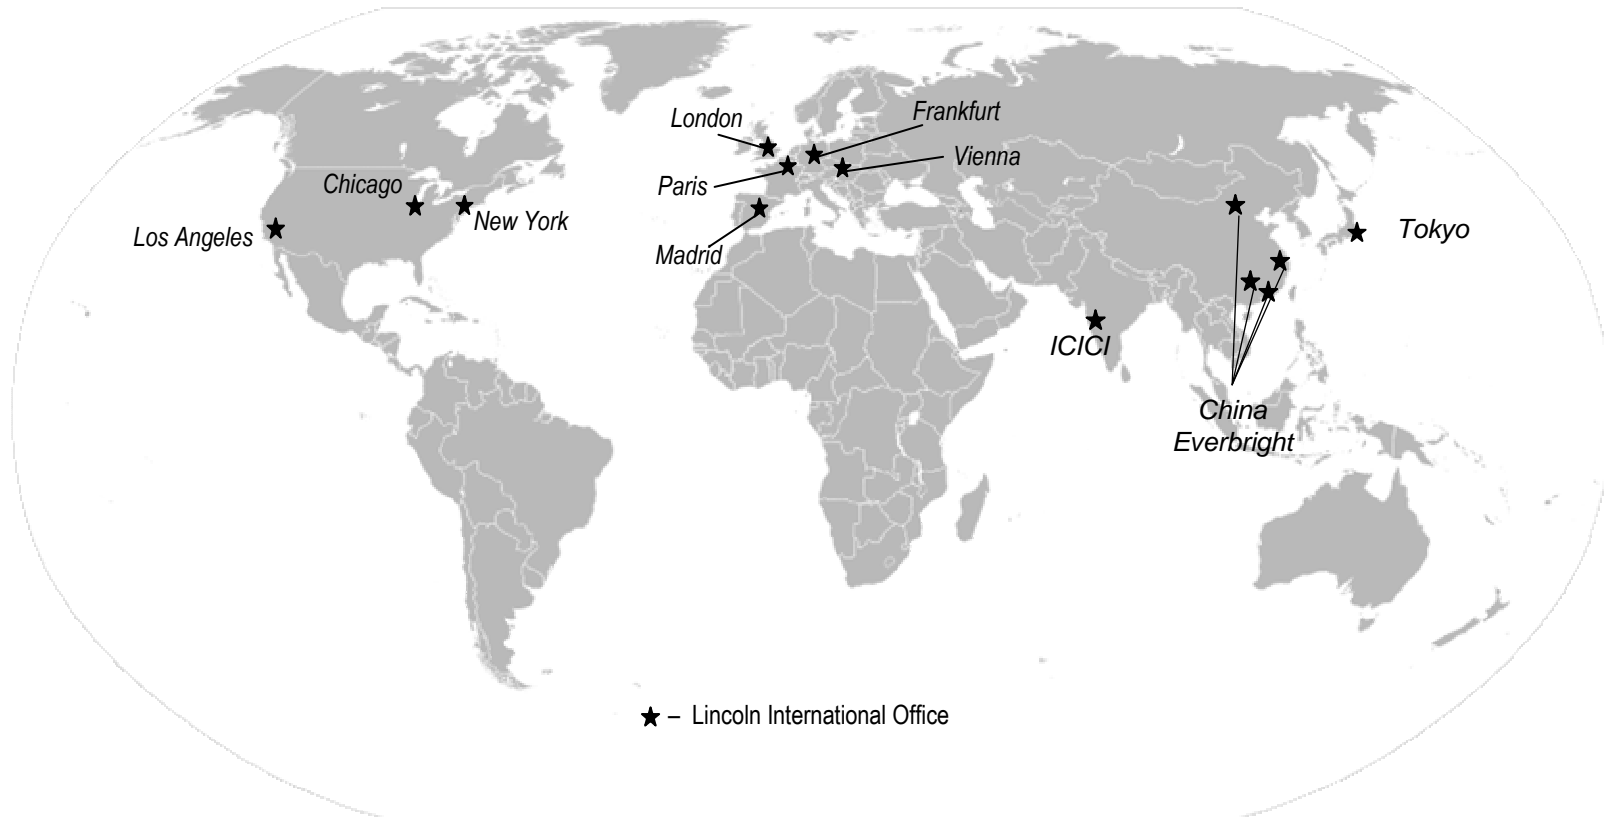 London
Frankfurt
Vienna
Chicago
Paris
New York
Los Angeles
Madrid
Tokyo
ICICI
China
Everbright
– Lincoln International Office